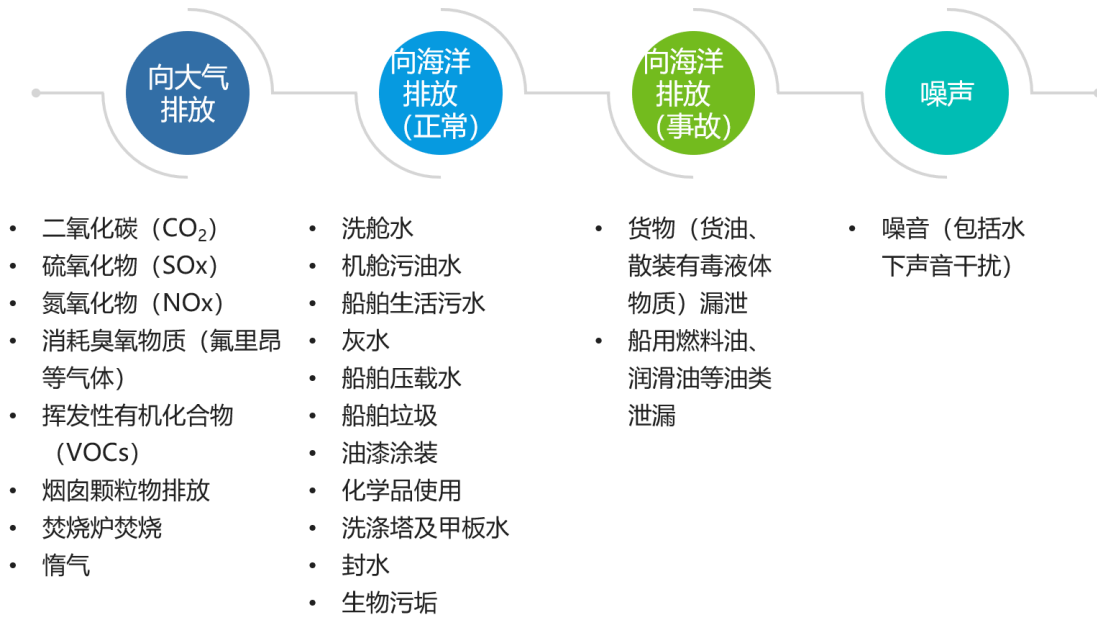 向大气
排放
向海洋
排放
（正常）
向海洋
排放
（事故）
噪声
• 二氧化碳（CO₂）
• 硫氧化物（SOx）
• 氮氧化物（NOx）
• 消耗臭氧物质（氟里昂
等气体）
• 挥发性有机化合物
（VOCs）
• 烟囱颗粒物排放
• 焚烧炉焚烧
• 惰气
• 洗舱水
• 机舱污油水
• 船舶生活污水
• 灰水
• 船舶压载水
• 船舶垃圾
• 油漆涂装
• 化学品使用
• 洗涤塔及甲板水
• 封水
• 生物污垢
• 货物（货油、
散装有毒液体
物质）漏泄
• 船用燃料油、
润滑油等油类
泄漏
• 噪音（包括水
下声音干扰）